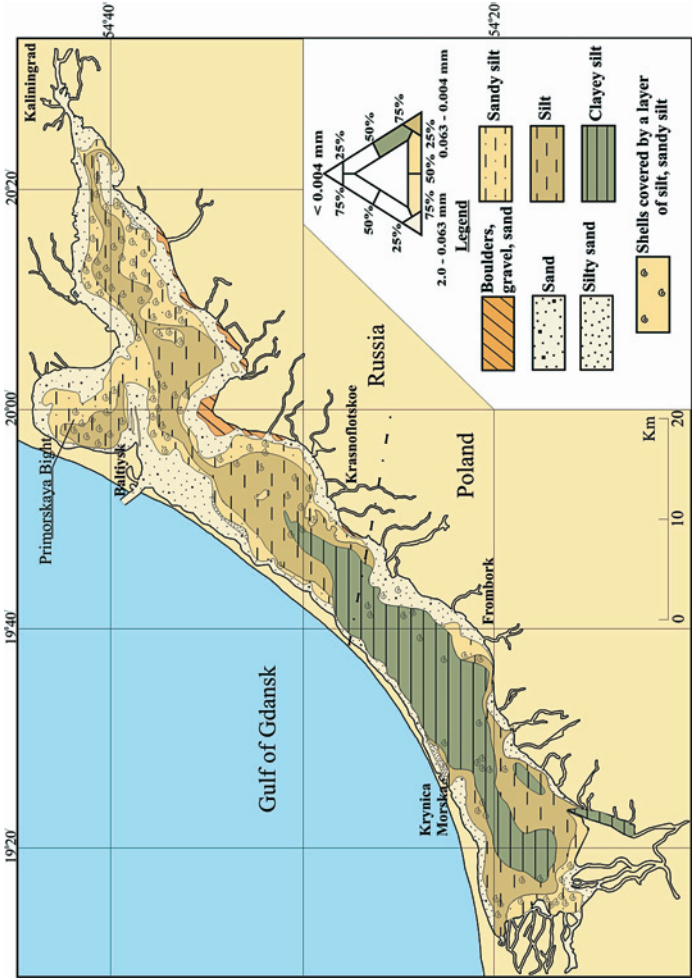 54°40'
54°20'
20°20'
20°00'
19°40'
19°20'
Kaliningrad
Primorskaya Bight
Baltiysk
Krasnoflotskoe
Russia
Poland
Gulf of Gdansk
Frombork
Krynica
Morska
Km
0
10
20
< 0.004 mm
75%
25%
50%
50%
25%
75%
75%
50%
25%
2.0 - 0.063 mm
0.063 - 0.004 mm
Legend
Boulders,
gravel, sand
Sand
Silty sand
Sandy silt
Silt
Clayey silt
Shells covered by a layer
of silt, sandy silt